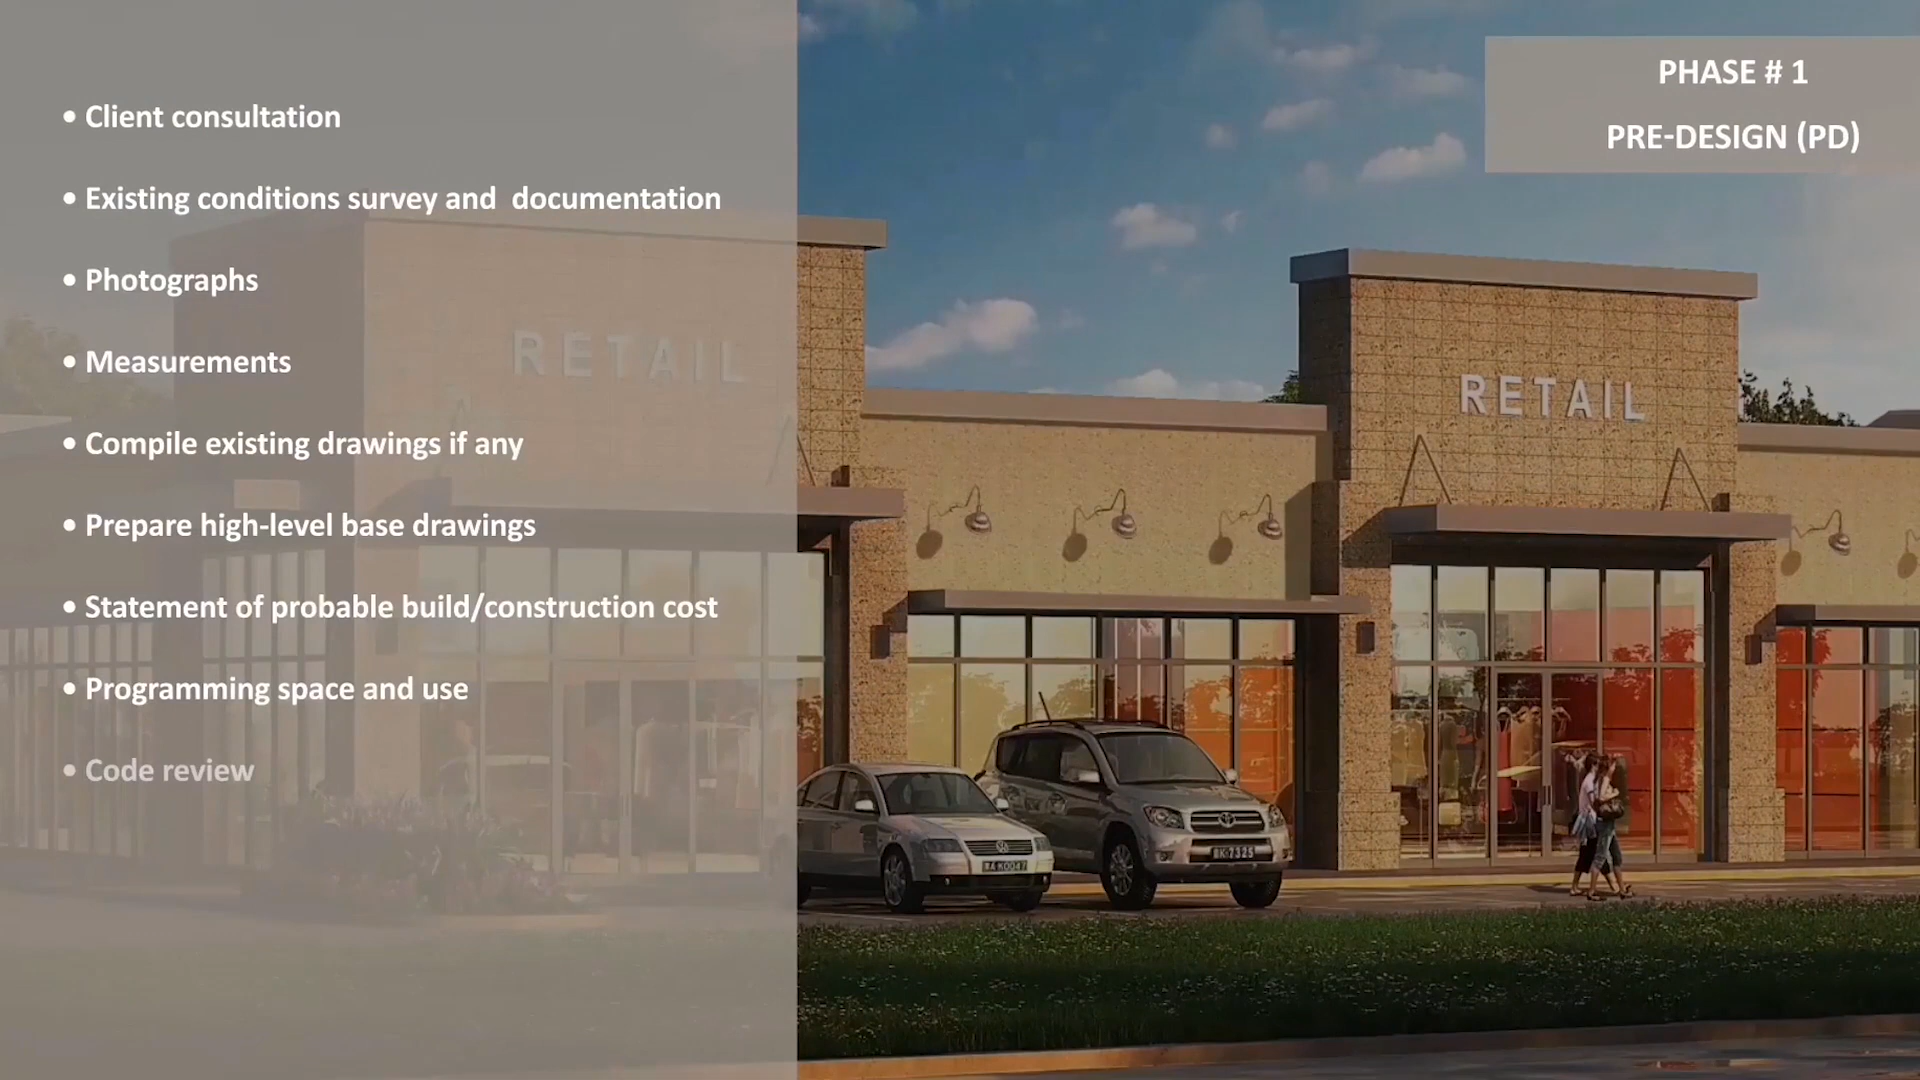 • Client consultation
• Existing conditions survey and  documentation
• Photographs
• Measurements
• Compile existing drawings if any
• Prepare high-level base drawings
• Statement of probable build/construction cost
• Programming space and use
• Code review
PHASE # 1
PRE-DESIGN (PD)
RETAIL
RETAIL